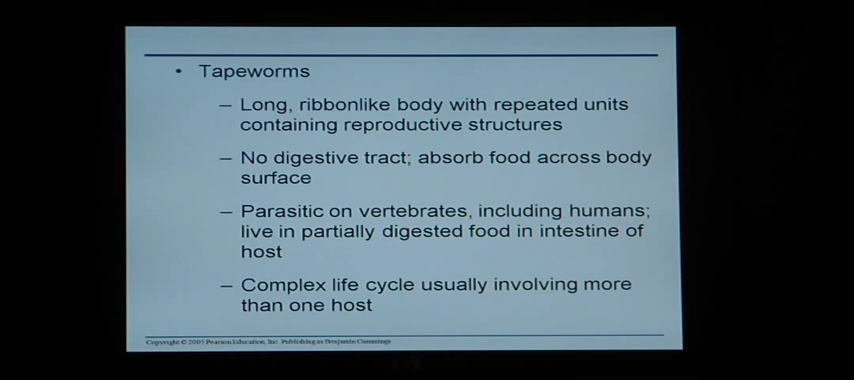 • Tapeworms
– Long, ribbonlike body with repeated units
containing reproductive structures
– No digestive tract; absorb food across body
surface
– Parasitic on vertebrates, including humans;
live in partially digested food in intestine of
host
– Complex life cycle usually involving more
than one host
Copyright © 2005 Pearson Education, Inc. Publishing as Benjamin Cummings